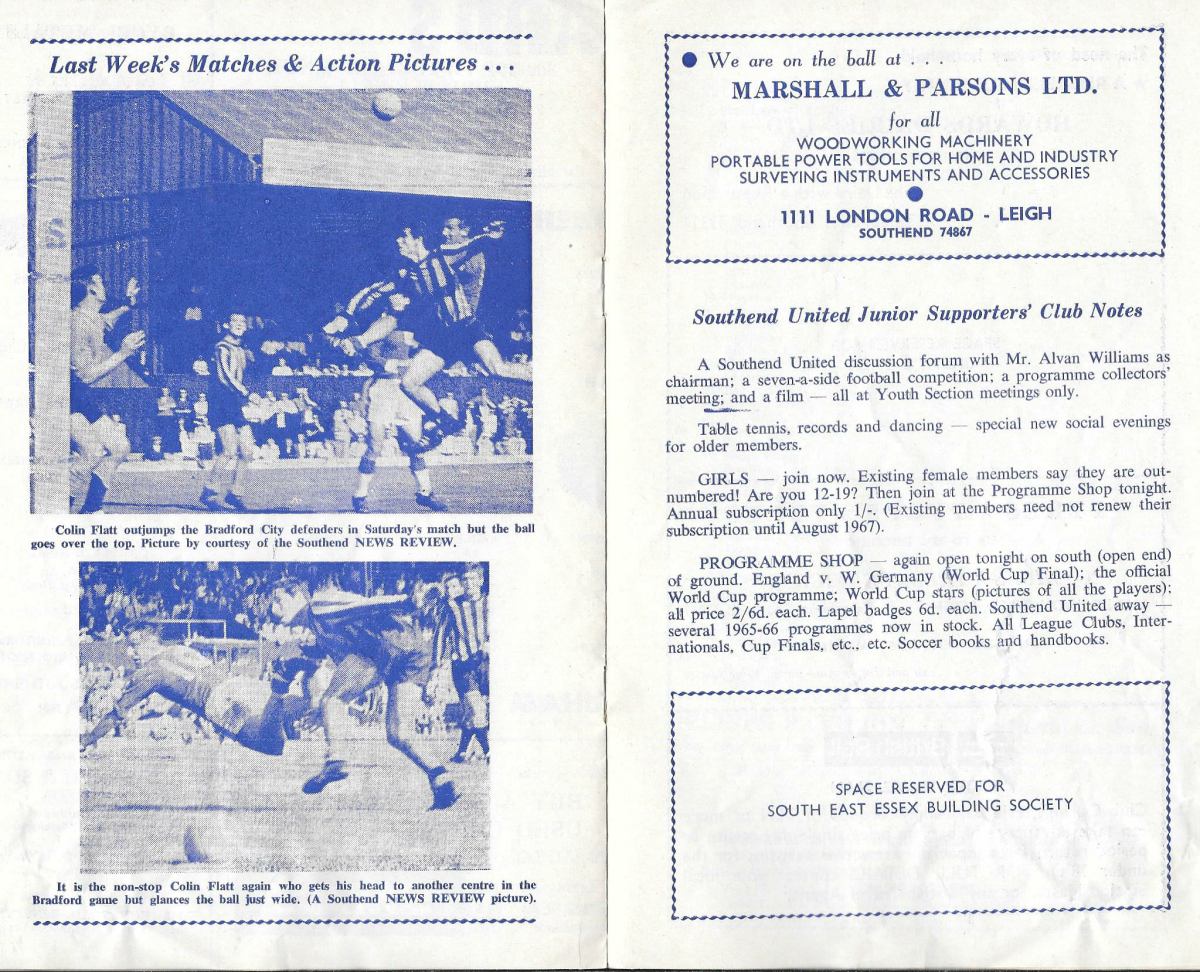 Last Week's Matches & Action Pictures . . .
Colin Flatt outjumps the Bradford City defenders in Saturday's match but the ball
goes over the top. Picture by courtesy of the Southend NEWS REVIEW.
It is the non-stop Colin Flatt again who gets his head to another centre in the
Bradford game but glances the ball just wide. (A Southend NEWS REVIEW picture).
We are on the ball at . . .
MARSHALL & PARSONS LTD.
for all
WOODWORKING MACHINERY
PORTABLE POWER TOOLS FOR HOME AND INDUSTRY
SURVEYING INSTRUMENTS AND ACCESSORIES
1111 LONDON ROAD - LEIGH
SOUTHEND 74867
Southend United Junior Supporters' Club Notes
A Southend United discussion forum with Mr. Alvan Williams as
chairman; a seven-a-side football competition; a programme collectors'
meeting; and a film — all at Youth Section meetings only.
Table tennis, records and dancing — special new social evenings
for older members.
GIRLS — join now. Existing female members say they are out-
numbered! Are you 12-19? Then join at the Programme Shop tonight.
Annual subscription only 1/-. (Existing members need not renew their
subscription until August 1967).
PROGRAMME SHOP — again open tonight on south (open end)
of ground. England v. W. Germany (World Cup Final); the official
World Cup programme; World Cup stars (pictures of all the players);
all price 2/6d. each. Lapel badges 6d. each. Southend United away —
several 1965-66 programmes now in stock. All League Clubs, Inter-
nationals, Cup Finals, etc., etc. Soccer books and handbooks.
SPACE RESERVED FOR
SOUTH EAST ESSEX BUILDING SOCIETY